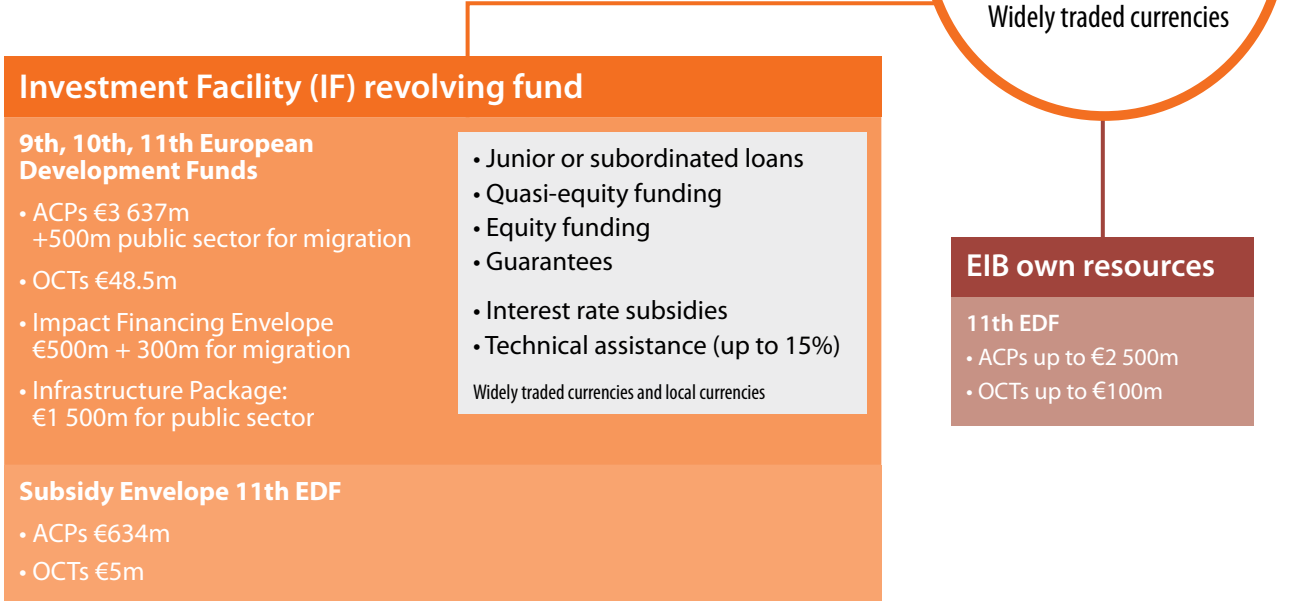 Widely traded currencies
Investment Facility (IF) revolving fund
9th, 10th, 11th European
Development Funds
• ACPs €3 637m
+500m public sector for migration
• OCTs €48.5m
• Impact Financing Envelope
€500m + 300m for migration
• Infrastructure Package:
€1 500m for public sector
• Junior or subordinated loans
• Quasi-equity funding
• Equity funding
• Guarantees
• Interest rate subsidies
• Technical assistance (up to 15%)
Widely traded currencies and local currencies
Subsidy Envelope 11th EDF
• ACPs €634m
• OCTs €5m
EIB own resources
11th EDF
• ACPs up to €2 500m
• OCTs up to €100m